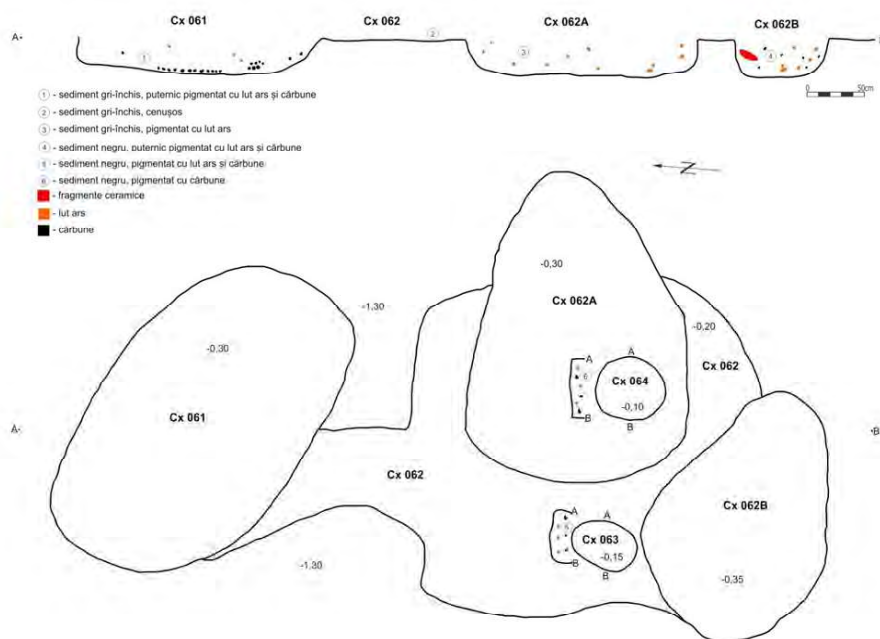 Cx 061 Cx 062 Cx 062A Cx 062B
A
1 2 3 4
0 50cm
1 - sediment gri-închis, puternic pigmentat cu lut ars și cărbune
2 - sediment gri-închis, cenușos
3 - sediment gri-închis, pigmentat cu lut ars
4 - sediment negru, puternic pigmentat cu lut ars și cărbune
5 - sediment negru, pigmentat cu lut ars și cărbune
6 - sediment negru, pigmentat cu cărbune
- fragmente ceramice
- lut ars
- cărbune
N
-0,30
Cx 062A
-1,30
-0,20
-0,30
Cx 062
A A
6
Cx 064
-0,10
B B
Cx 061
A
B
Cx 062
Cx 062B
A A
Cx 063
-0,15
B B
-1,30
-0,35